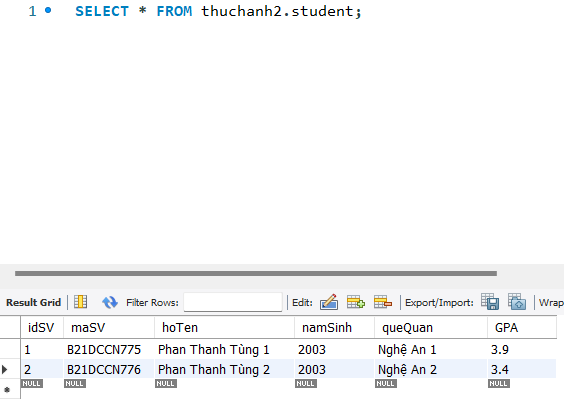 1 SELECT * FROM thuchanh2.student;
Result Grid Filter Rows: Edit: Export/Import: Wrap
idSV maSV hoTen namSinh queQuan GPA
1 B21DCCN775 Phan Thanh Tùng 1 2003 Nghệ An 1 3.9
2 B21DCCN776 Phan Thanh Tùng 2 2003 Nghệ An 2 3.4
NULL NULL NULL NULL NULL NULL